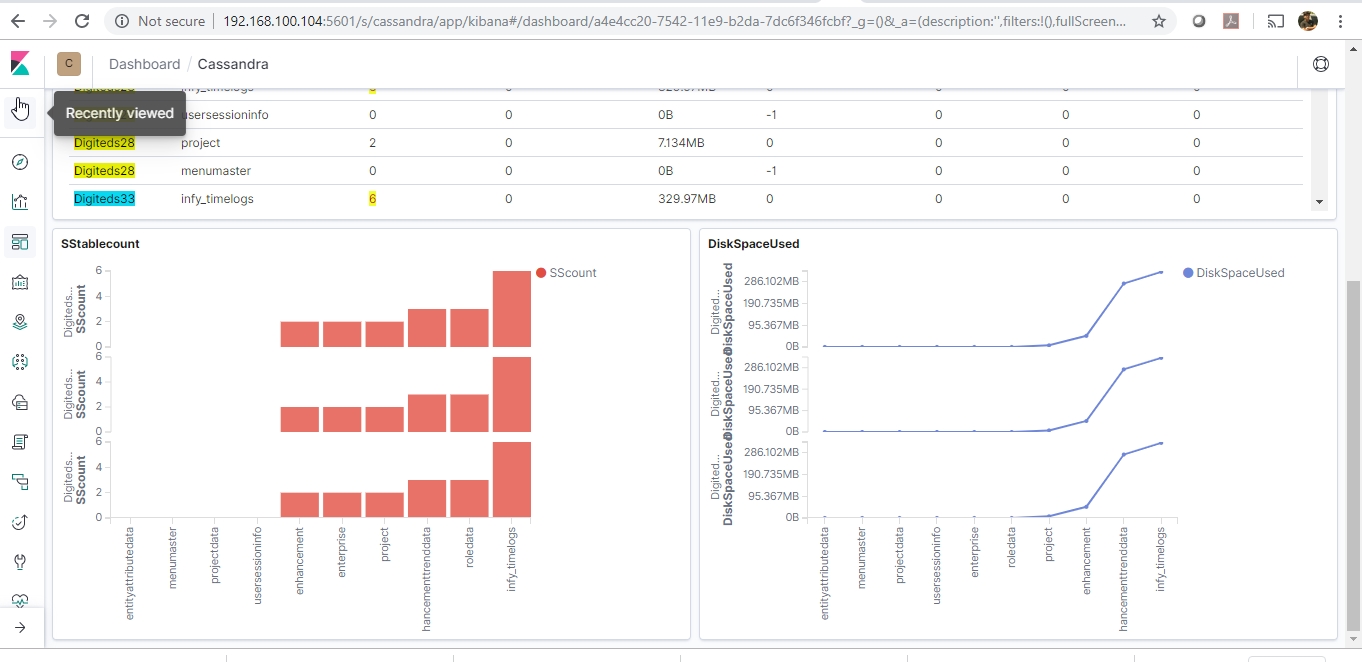 Not secure 192.168.100.104:5601/s/cassandra/app/kibana#/dashboard/a4e4cc20-7542-11e9-b2da-7dc6f346fcbf?_g=()&_a=(description:'',filters:!(),fullScreen...
C Dashboard / Cassandra
Recently viewed
usersessioninfo 0 0 0B -1 0 0 0
Digiteds28 project 2 0 7.134MB 0 0 0 0
Digiteds28 menumaster 0 0 0B -1 0 0 0
Digiteds33 infy_timelogs 6 0 329.97MB 0 0 0 0
SStablecount
6
4
2
0
Digiteds...
SScount
6
4
2
0
Digiteds...
SScount
6
4
2
0
Digiteds...
SScount
SScount
entityattributedata
menumaster
projectdata
usersessioninfo
enhancement
enterprise
project
hancementtrenddata
roledata
infy_timelogs
DiskSpaceUsed
286.102MB
190.735MB
95.367MB
0B
Digited...
DiskSpaceUsed
286.102MB
190.735MB
95.367MB
0B
Digited...
DiskSpaceUsed
286.102MB
190.735MB
95.367MB
0B
Digited...
DiskSpaceUsed
DiskSpaceUsed
entityattributedata
menumaster
projectdata
usersessioninfo
enterprise
roledata
project
enhancement
hancementtrenddata
infy_timelogs